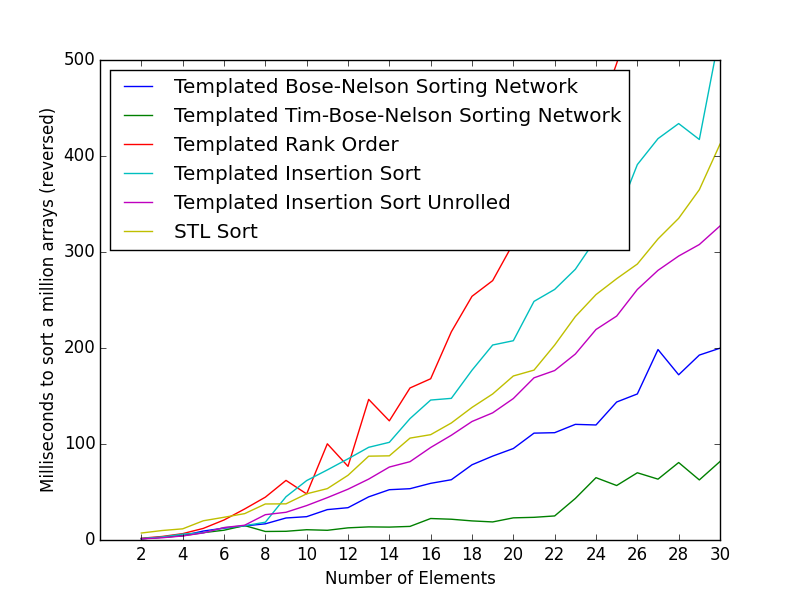 500
400
300
200
100
0
Milliseconds to sort a million arrays (reversed)
Templated Bose-Nelson Sorting Network
Templated Tim-Bose-Nelson Sorting Network
Templated Rank Order
Templated Insertion Sort
Templated Insertion Sort Unrolled
STL Sort
2 4 6 8 10 12 14 16 18 20 22 24 26 28 30
Number of Elements